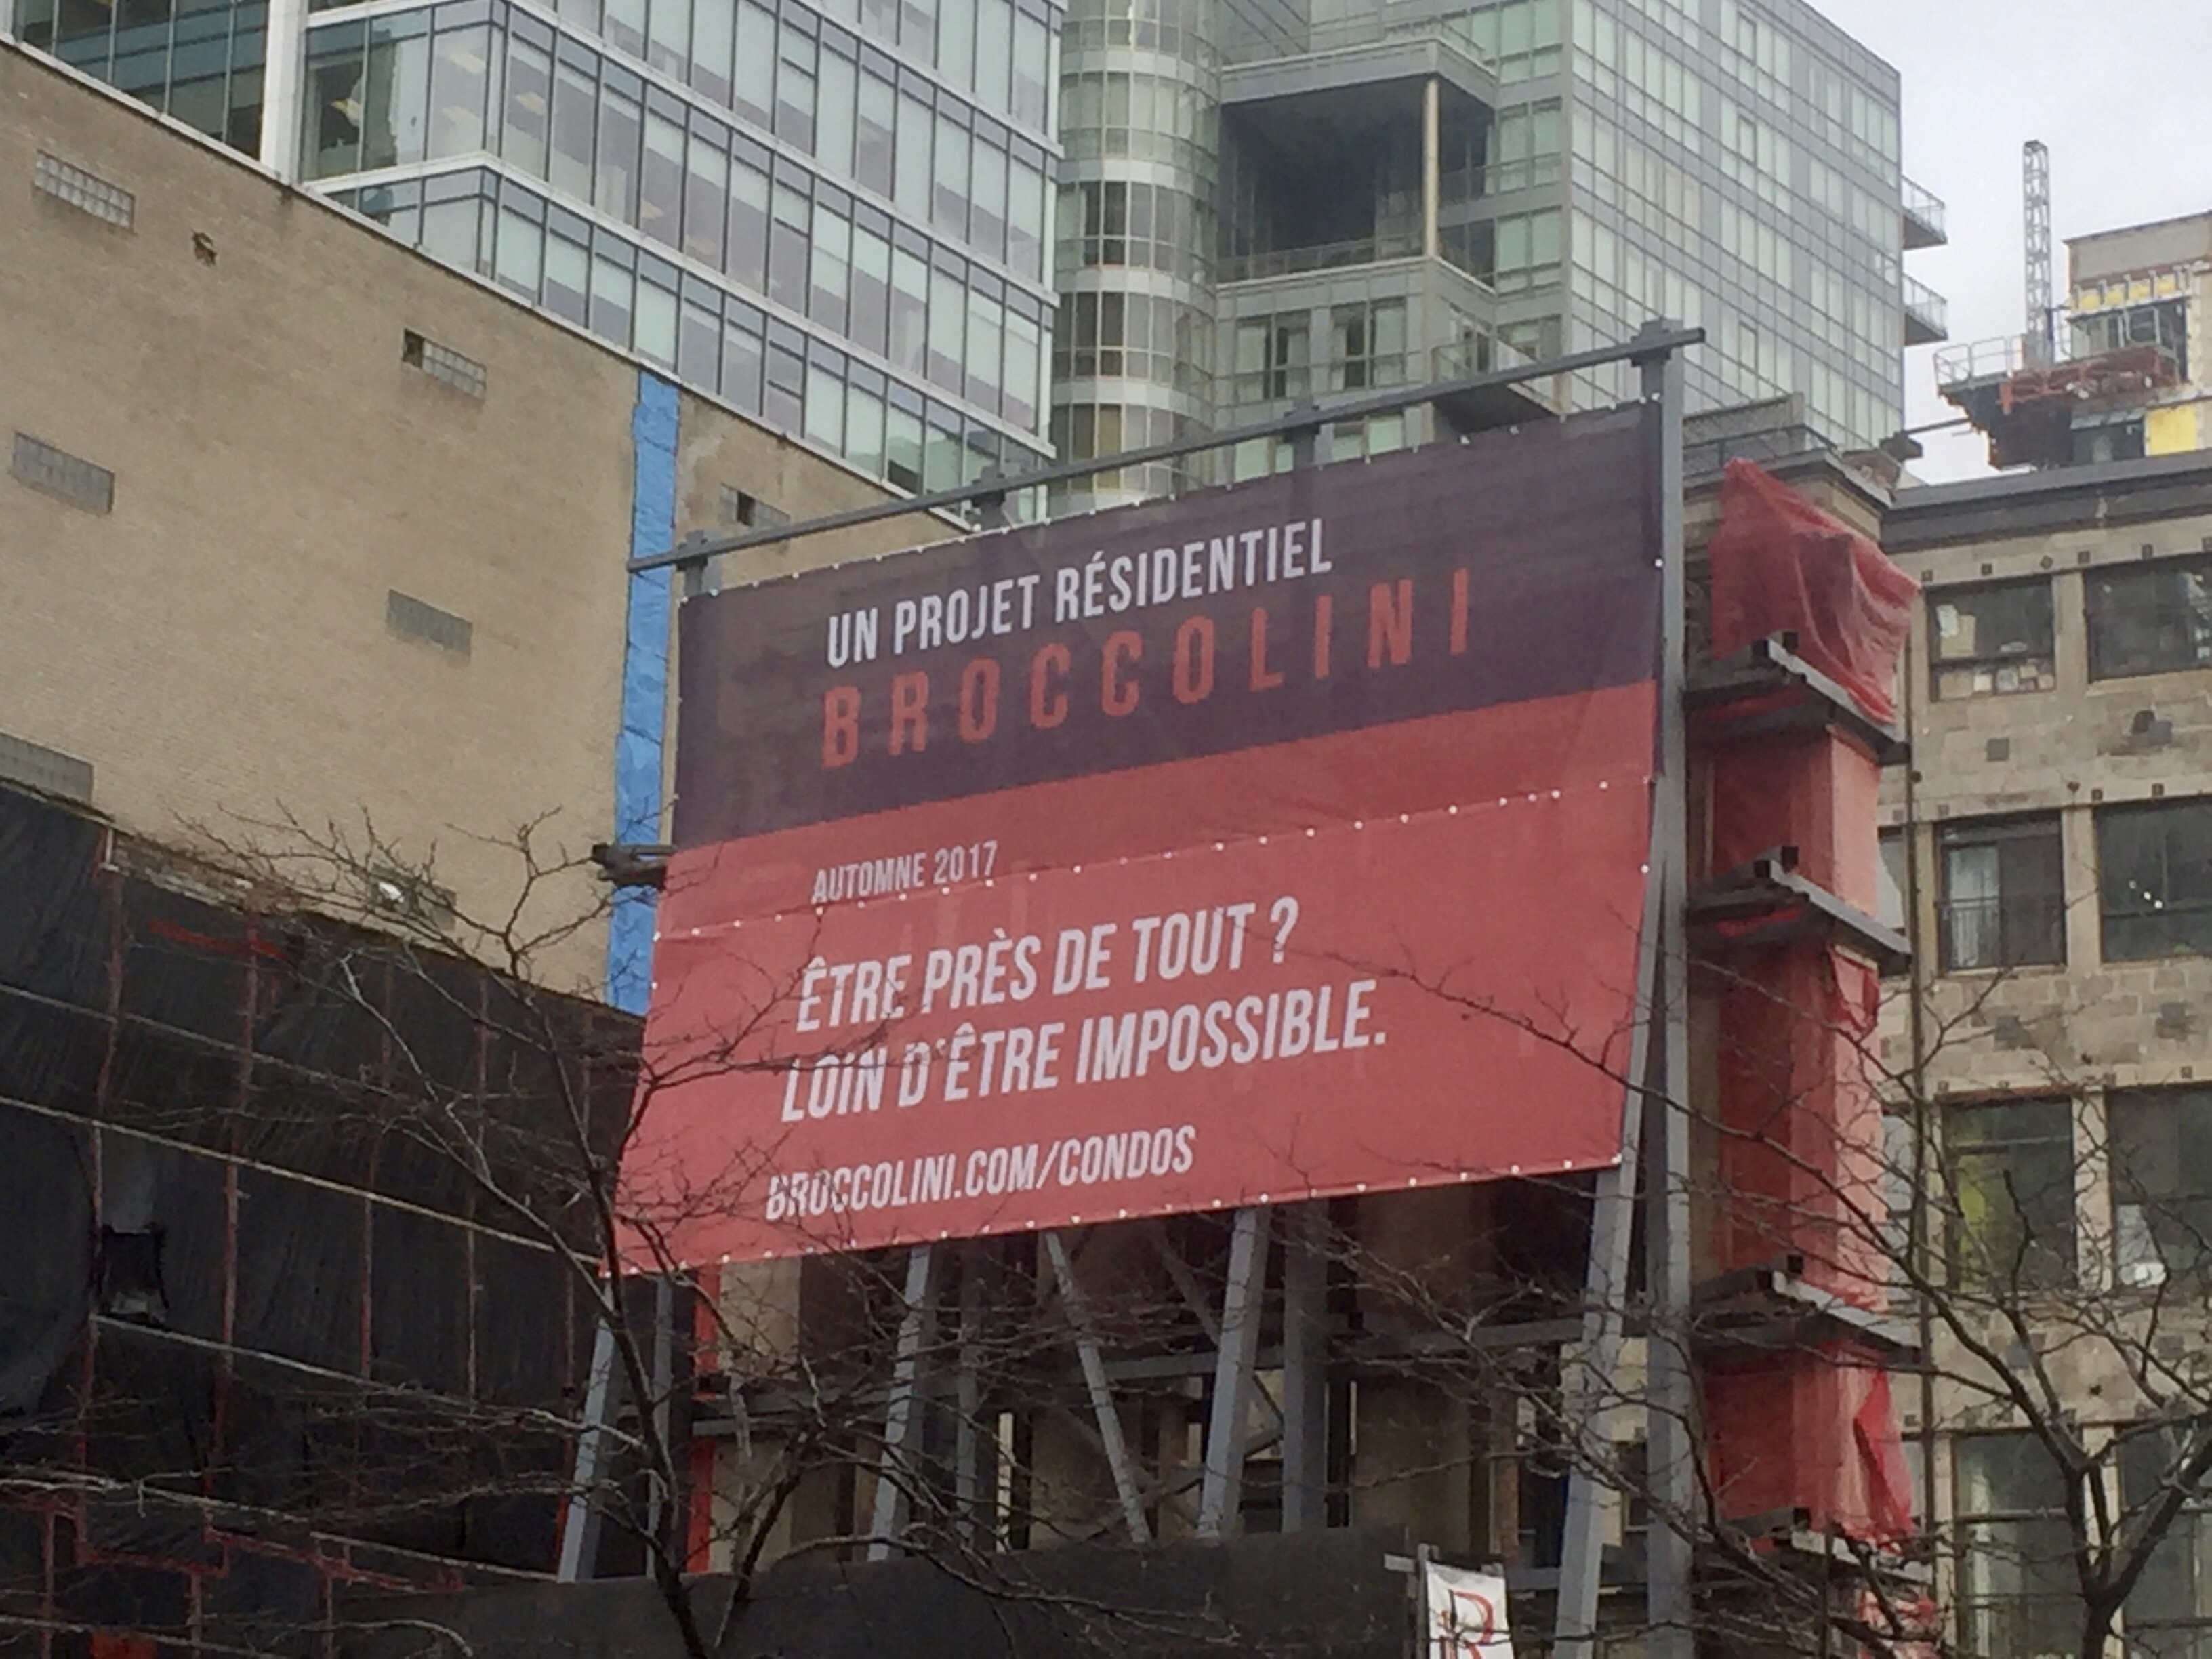 UN PROJET RÉSIDENTIEL
BROCCOLINI
AUTOMNE 2017
ÊTRE PRÈS DE TOUT ?
LOIN D'ÊTRE IMPOSSIBLE.
BROCCOLINI.COM/CONDOS
R